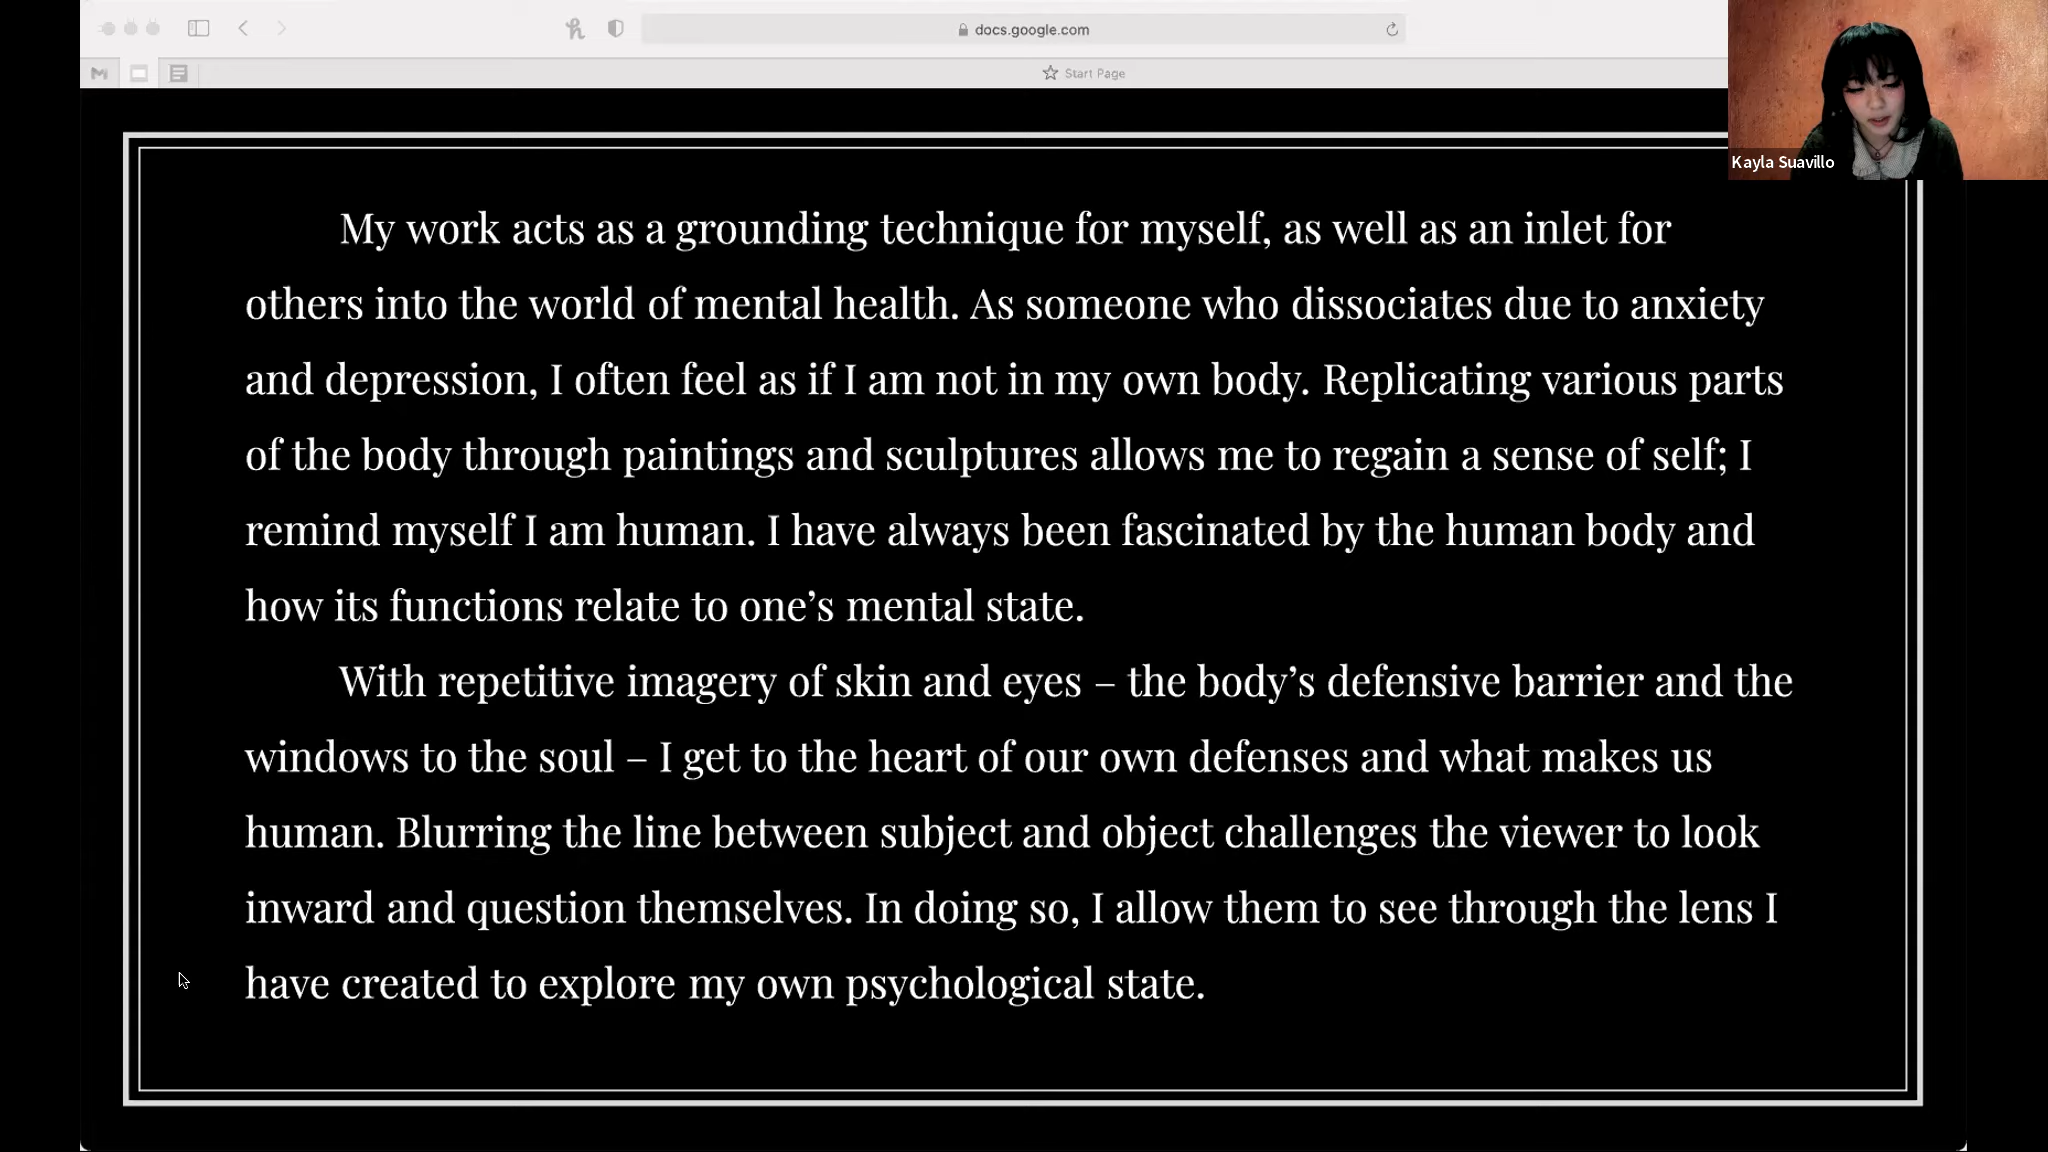 docs.google.com
Start Page
Kayla Suavillo
My work acts as a grounding technique for myself, as well as an inlet for
others into the world of mental health. As someone who dissociates due to anxiety
and depression, I often feel as if I am not in my own body. Replicating various parts
of the body through paintings and sculptures allows me to regain a sense of self; I
remind myself I am human. I have always been fascinated by the human body and
how its functions relate to one’s mental state.
With repetitive imagery of skin and eyes – the body’s defensive barrier and the
windows to the soul – I get to the heart of our own defenses and what makes us
human. Blurring the line between subject and object challenges the viewer to look
inward and question themselves. In doing so, I allow them to see through the lens I
have created to explore my own psychological state.